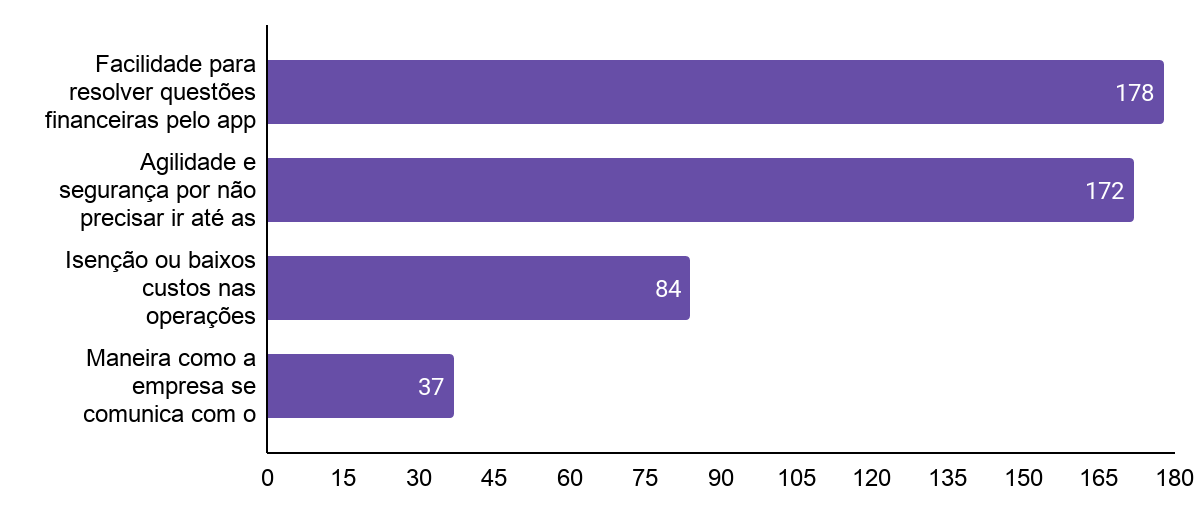 Facilidade para
resolver questões
financeiras pelo app
178
Agilidade e
segurança por não
precisar ir até as
172
Isenção ou baixos
custos nas
operações
84
Maneira como a
empresa se
comunica com o
37
0 15 30 45 60 75 90 105 120 135 150 165 180